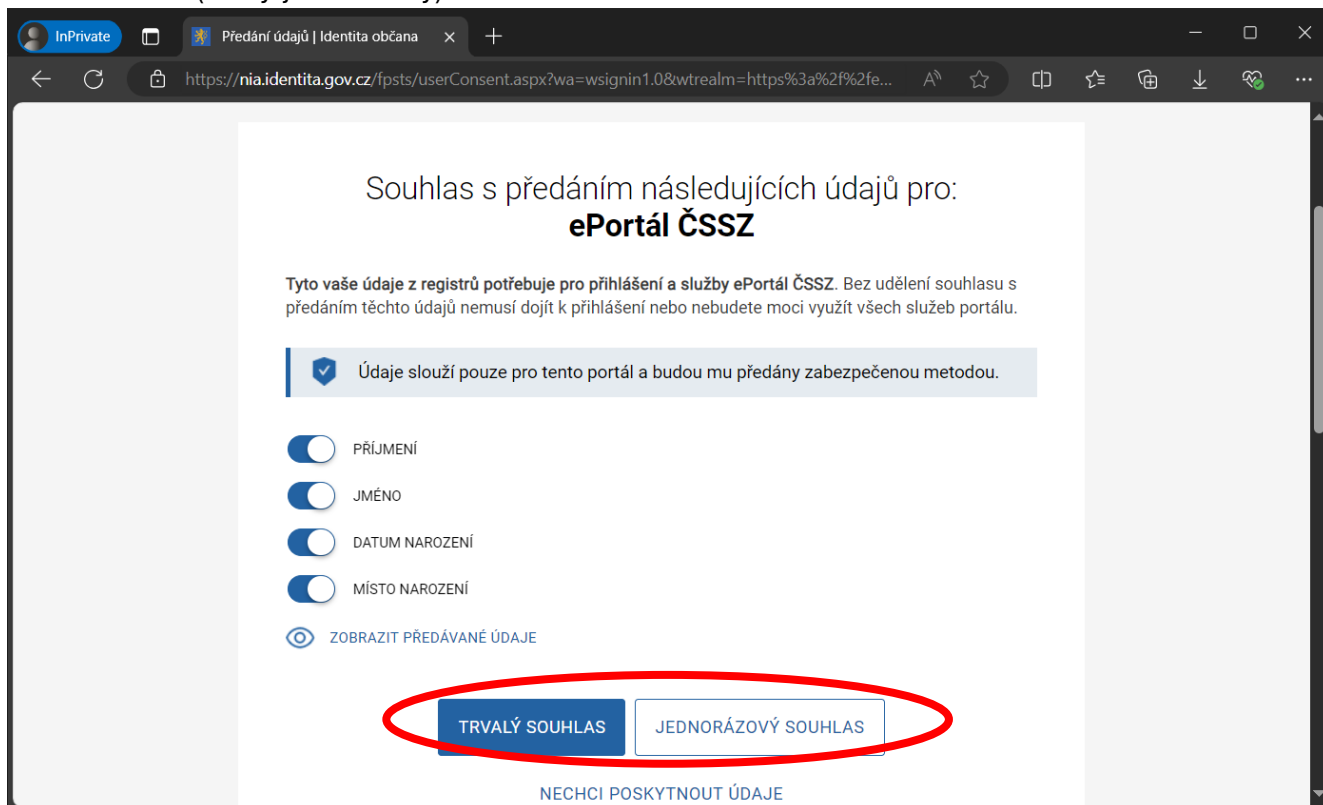 InPrivate
Předání údajů | Identita občana
https://nia.identita.gov.cz/fpsts/userConsent.aspx?wa=wsignin1.0&wtrealm=https%3a%2f%2fe...
Souhlas s předáním následujících údajů pro:
ePortál ČSSZ
Tyto vaše údaje z registrů potřebuje pro přihlášení a služby ePortál ČSSZ. Bez udělení souhlasu s
předáním těchto údajů nemusí dojít k přihlášení nebo nebudete moci využít všech služeb portálu.
Údaje slouží pouze pro tento portál a budou mu předány zabezpečenou metodou.
PŘÍJMENÍ
JMÉNO
DATUM NAROZENÍ
MÍSTO NAROZENÍ
ZOBRAZIT PŘEDÁVANÉ ÚDAJE
TRVALÝ SOUHLAS
JEDNORÁZOVÝ SOUHLAS
NECHCI POSKYTNOUT ÚDAJE